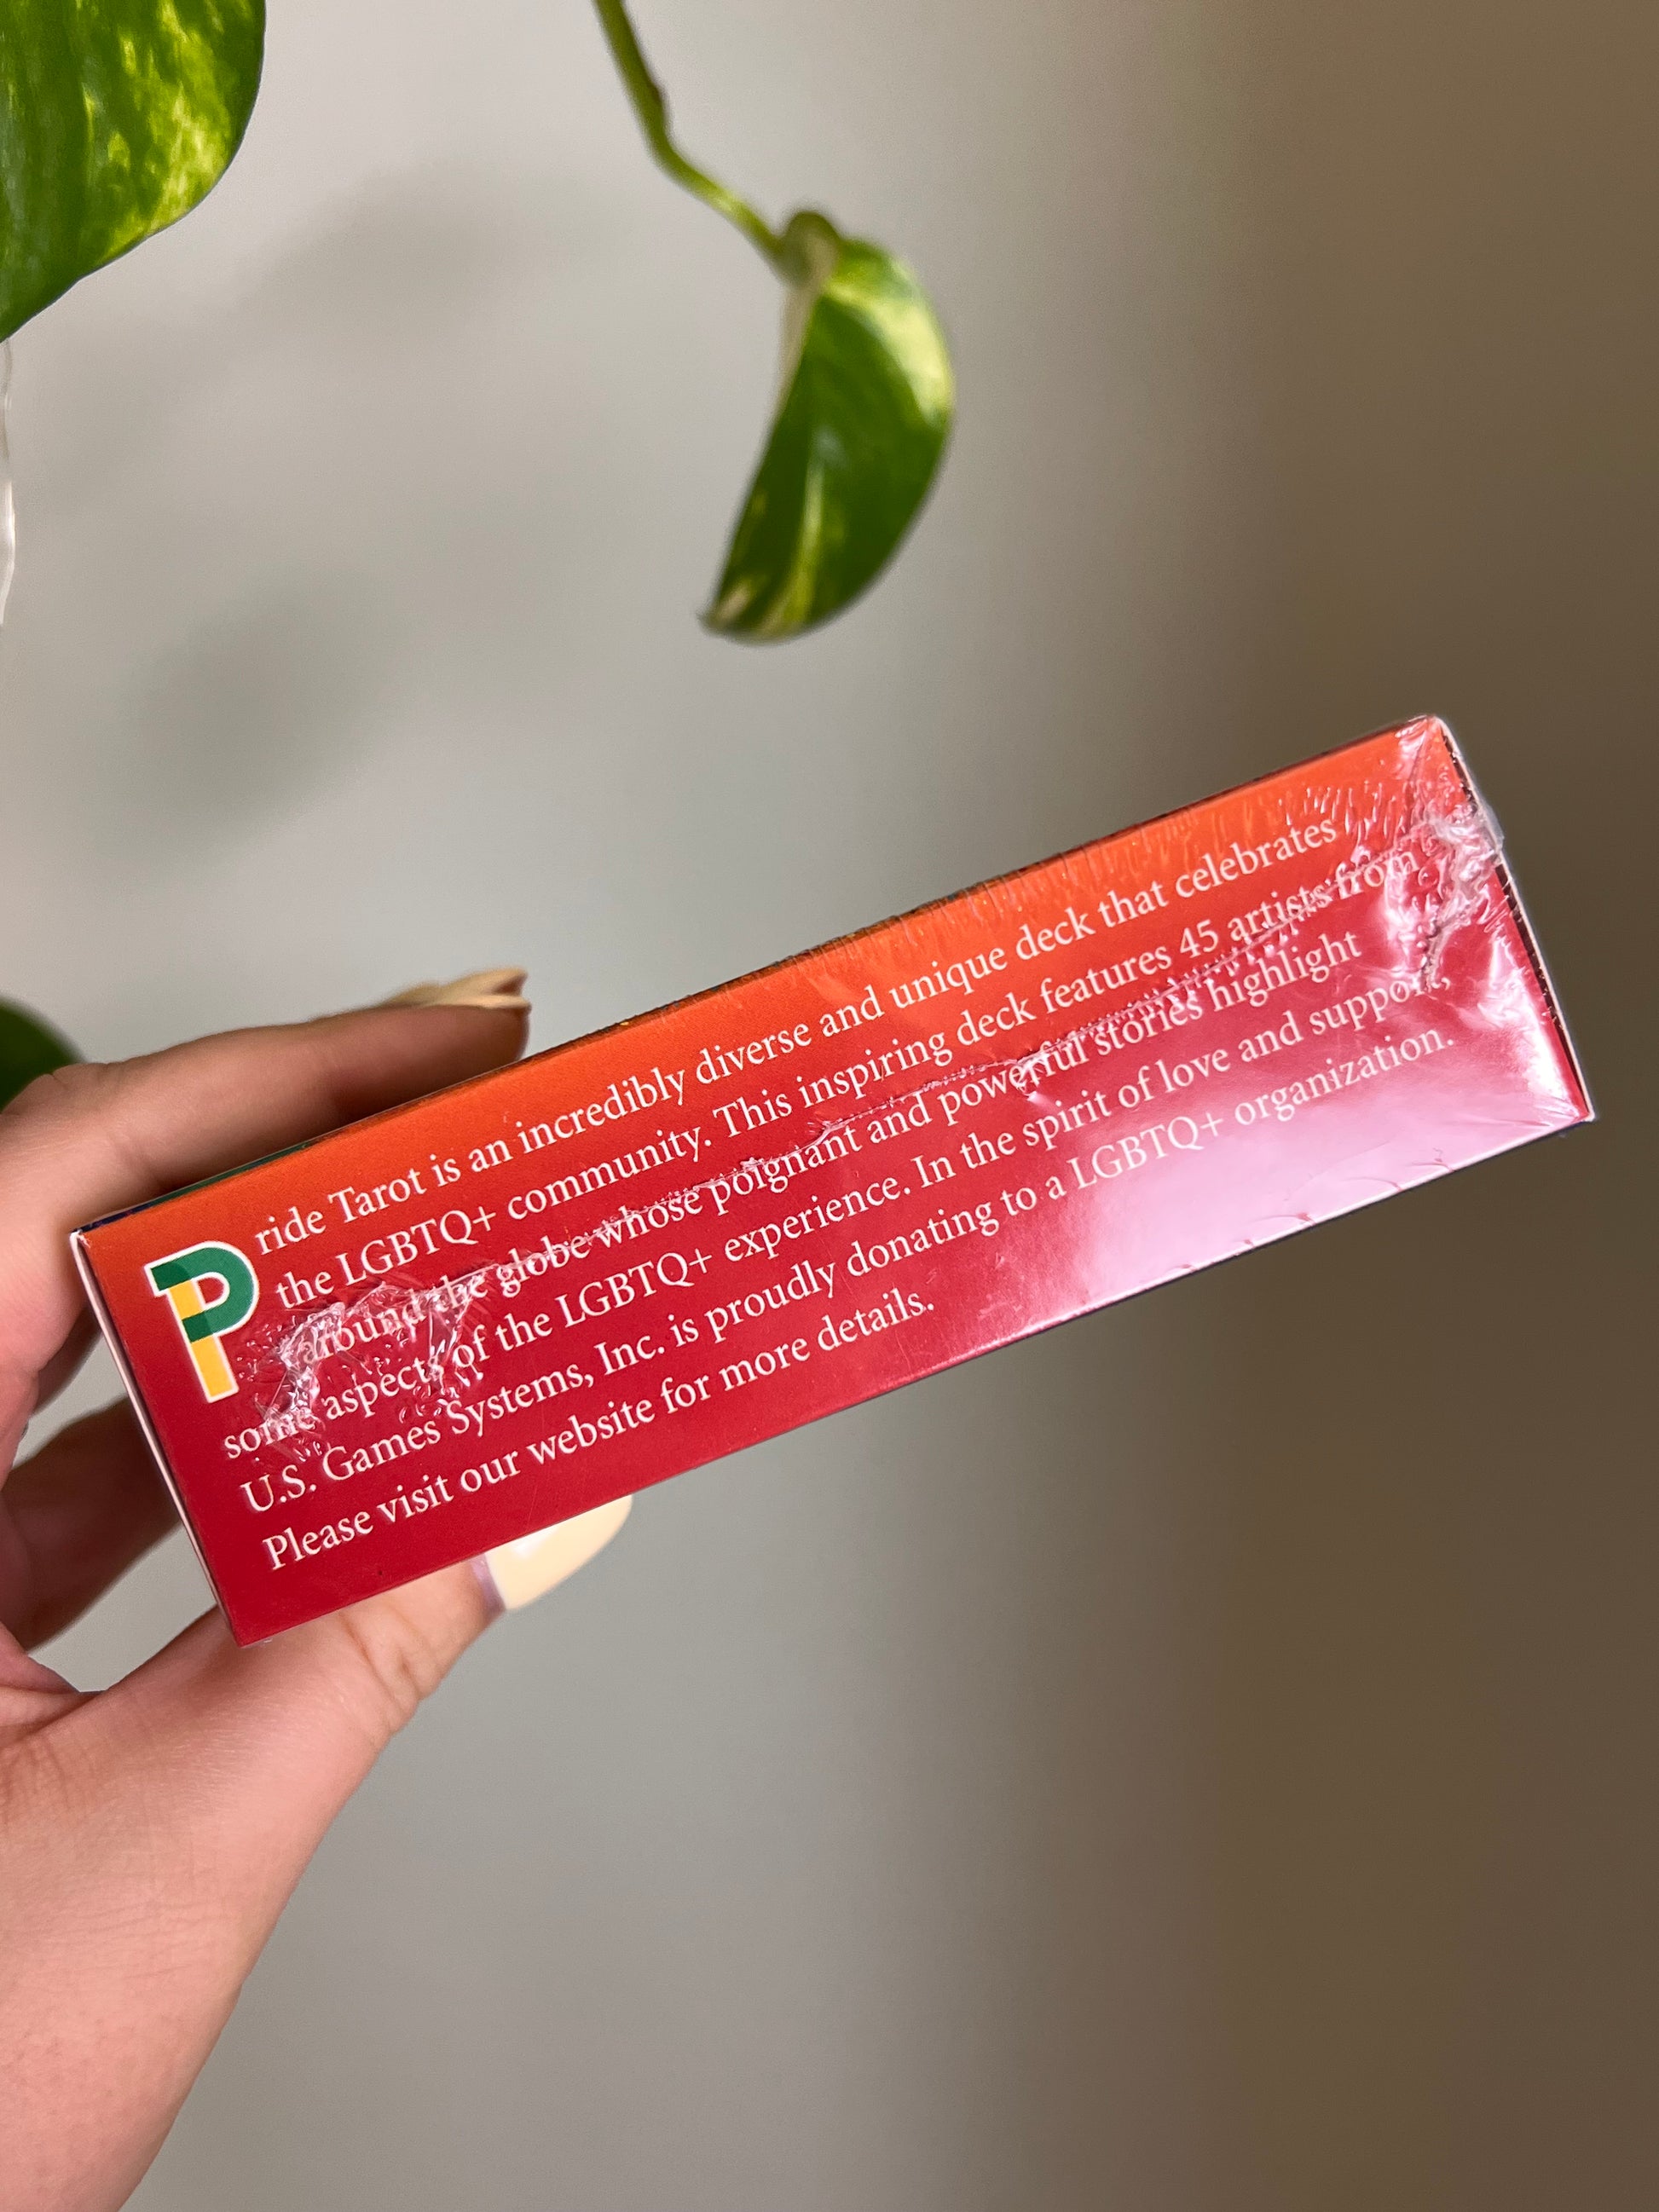 Pride Tarot is an incredibly diverse and unique deck that celebrates
the LGBTQ+ community. This inspiring deck features 45 artists from
around the globe whose poignant and powerful stories highlight
some aspects of the LGBTQ+ experience. In the spirit of love and support,
U.S. Games Systems, Inc. is proudly donating to a LGBTQ+ organization.
Please visit our website for more details.